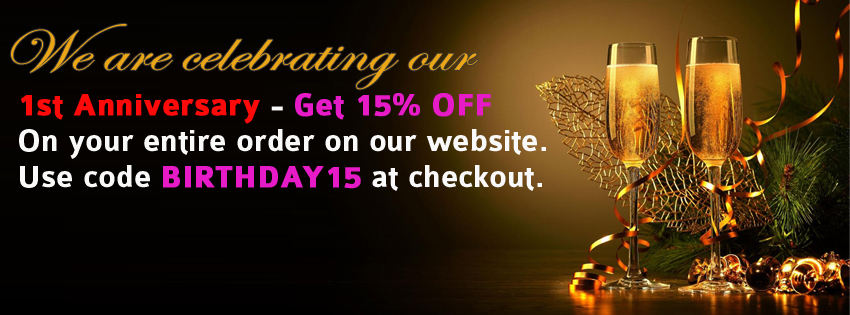 We are celebrating our
1st Anniversary - Get 15% OFF
On your entire order on our website.
Use code BIRTHDAY15 at checkout.